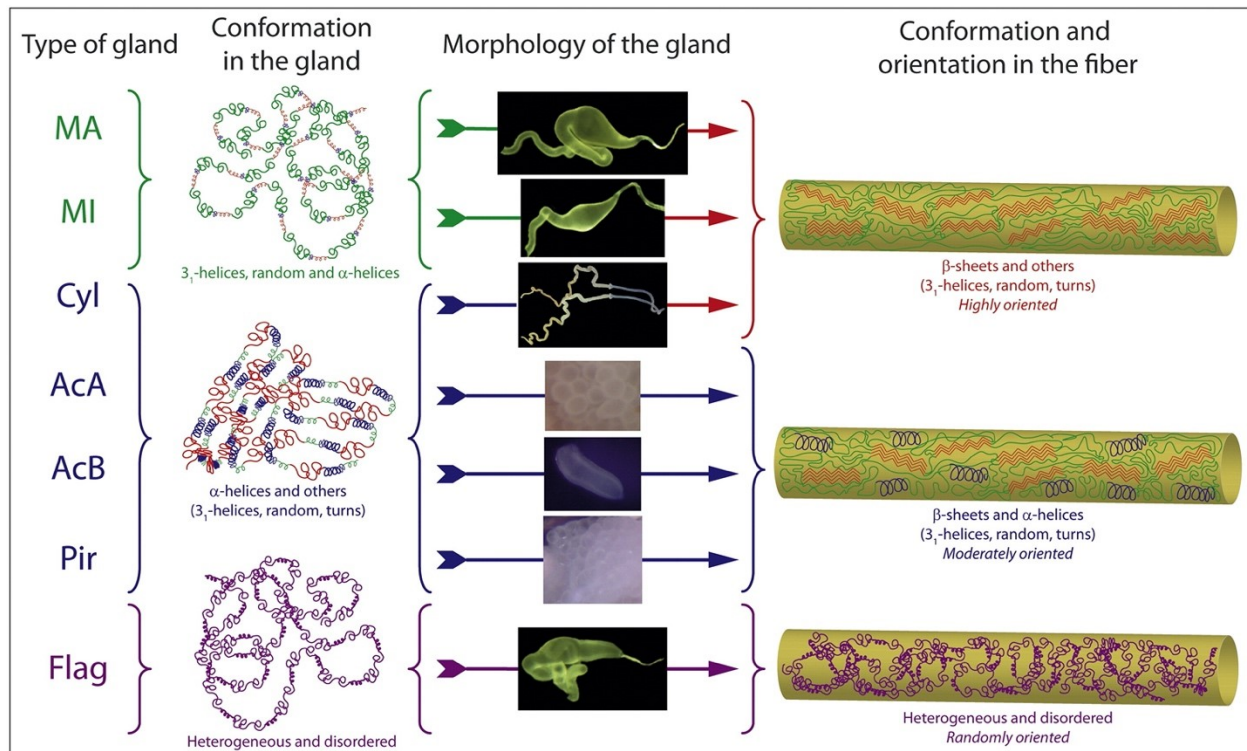 Type of gland
Conformation
in the gland
Morphology of the gland
Conformation and
orientation in the fiber
MA
MI
Cyl
AcA
AcB
Pir
Flag
3₁-helices, random and α-helices
α-helices and others
(3₁-helices, random, turns)
Heterogeneous and disordered
β-sheets and others
(3₁-helices, random, turns)
Highly oriented
β-sheets and α-helices
(3₁-helices, random, turns)
Moderately oriented
Heterogeneous and disordered
Randomly oriented